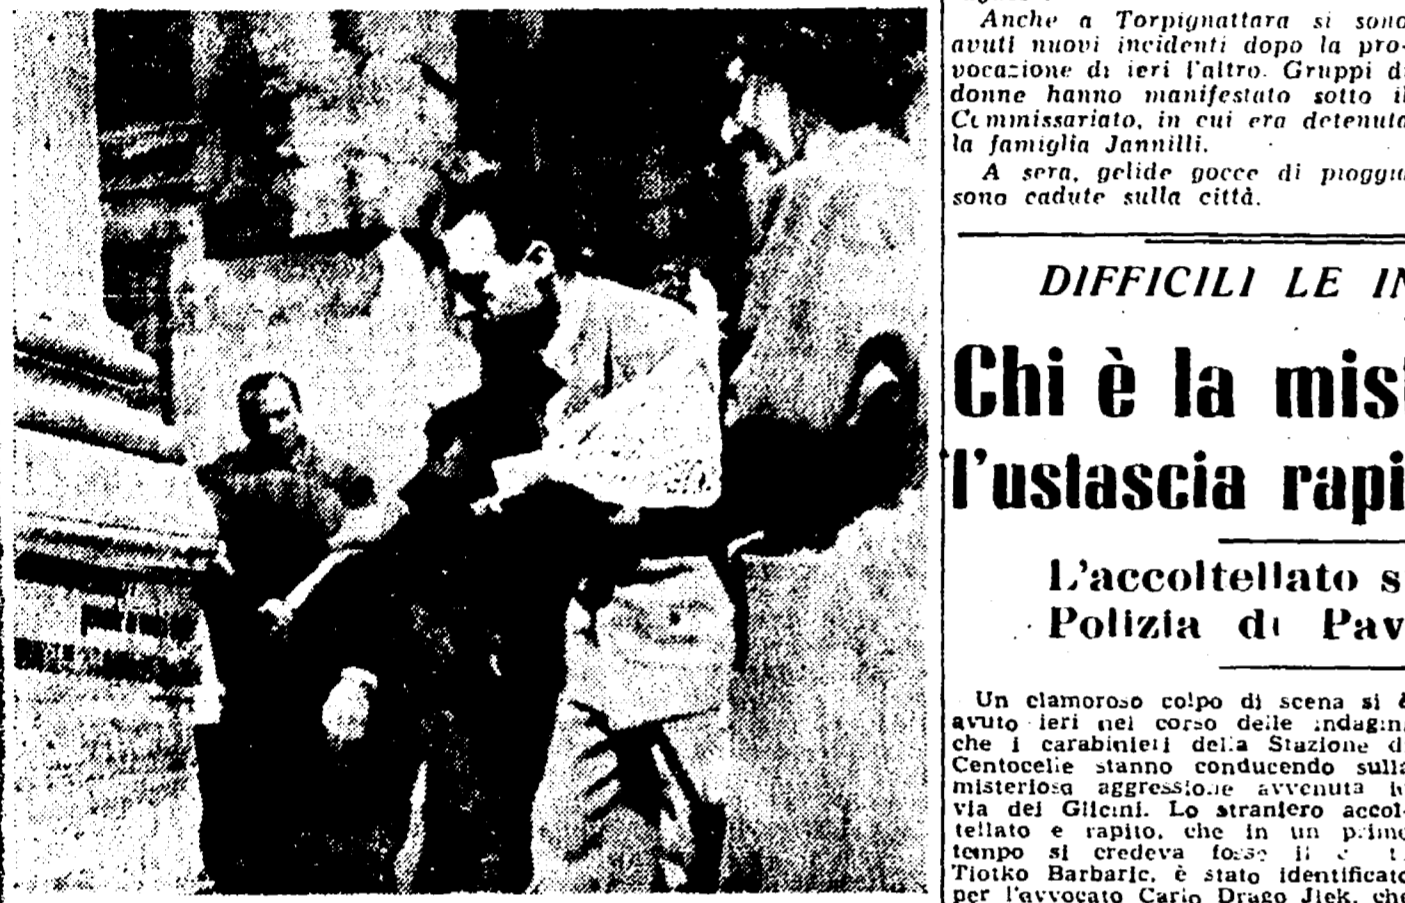 Anche a Torpignattara si sono
avuti nuovi incidenti dopo la pro-
vocazione di ieri l'altro. Gruppi di
donne hanno manifestato sotto il
Commissariato, in cui era detenuta
la famiglia Jannilli.
A sera, gelide gocce di pioggia
sono cadute sulla città.
DIFFICILI LE IN
Chi è la mist
l'ustascia rapi
L'accoltellato s
Polizia di Pav
Un clamoroso colpo di scena si è
avuto ieri nel corso delle indagini
che i carabinieri della Stazione di
Centocelle stanno conducendo sulla
misteriosa aggressione avvenuta in
via dei Glicini. Lo straniero accol-
tellato e rapito, che in un primo
tempo si credeva fosse il
Tiotko Barbaric, è stato identificato
per l'avvocato Carlo Drago Jlek, che